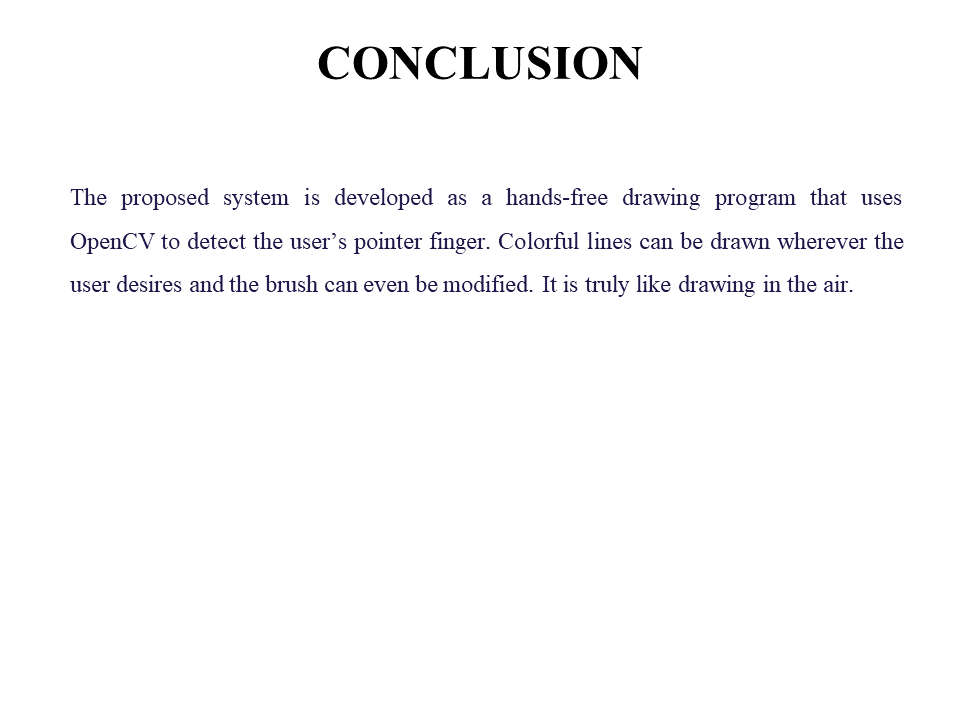 CONCLUSION
The proposed system is developed as a hands-free drawing program that uses
OpenCV to detect the user’s pointer finger. Colorful lines can be drawn wherever the
user desires and the brush can even be modified. It is truly like drawing in the air.